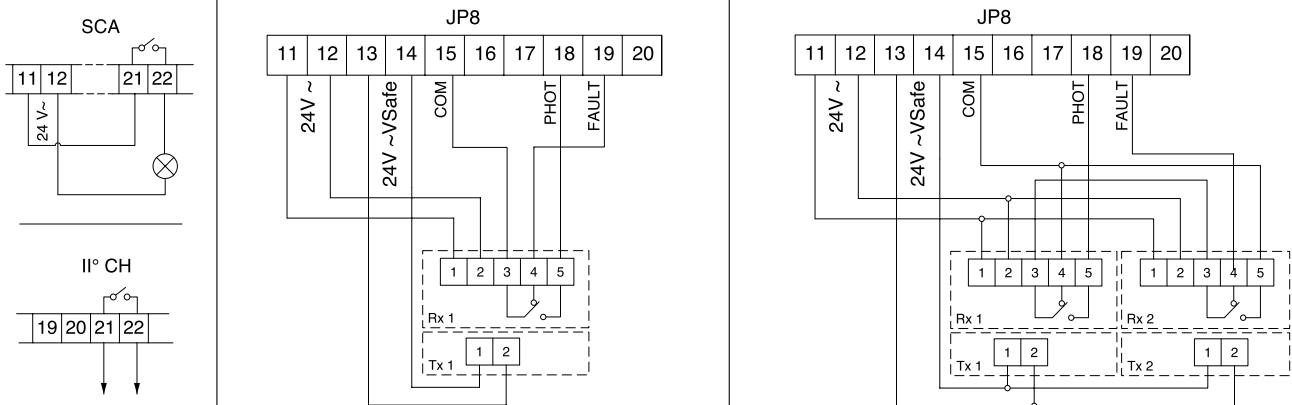 SCA
11 12 21 22
24 V~
II° CH
19 20 21 22
JP8
11 12 13 14 15 16 17 18 19 20
24V ~
24V ~VSafe
COM
PHOT
FAULT
1 2 3 4 5
Rx 1
1 2
Tx 1
JP8
11 12 13 14 15 16 17 18 19 20
24V ~
24V ~VSafe
COM
PHOT
FAULT
1 2 3 4 5
Rx 1
1 2 3 4 5
Rx 2
1 2
Tx 1
1 2
Tx 2